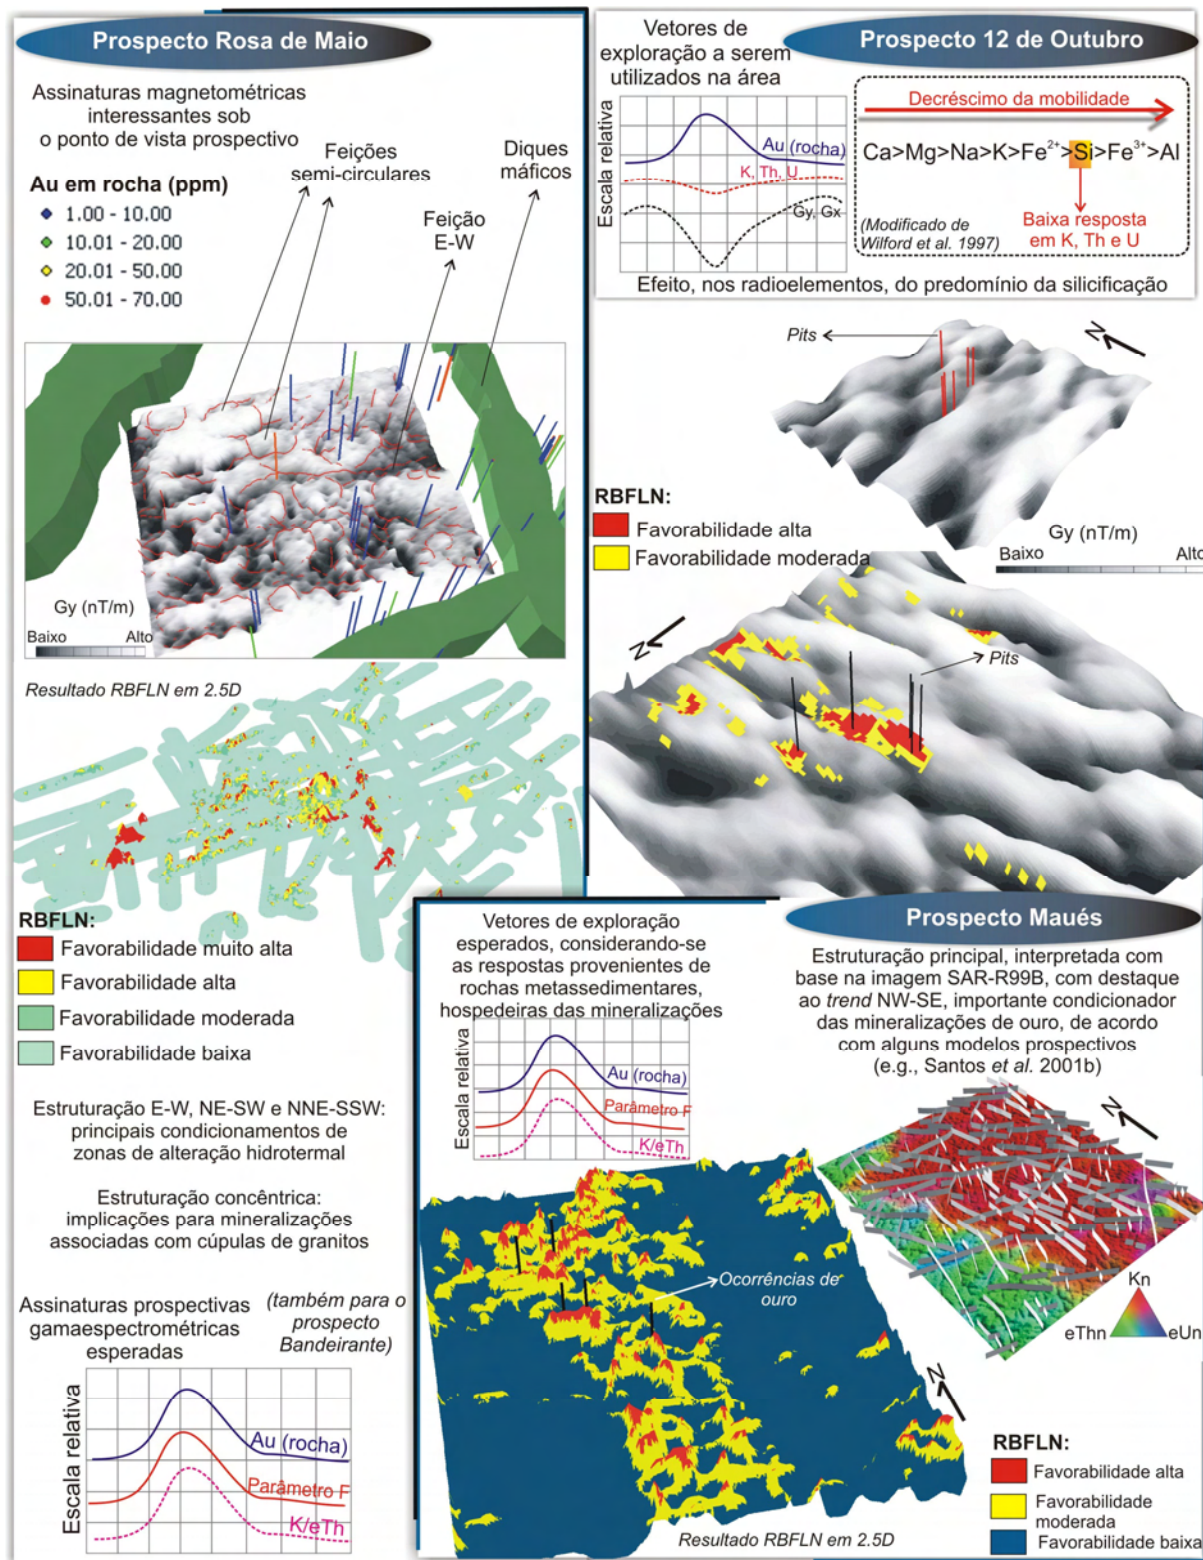 Prospecto Rosa de Maio
Assinaturas magnetométricas
interessantes sob
o ponto de vista prospectivo
Au em rocha (ppm)
1.00 - 10.00
10.01 - 20.00
20.01 - 50.00
50.01 - 70.00
Feições
semi-circulares
Diques
máficos
Feição
E-W
Gy (nT/m)
Baixo Alto
Resultado RBFLN em 2.5D
RBFLN:
Favorabilidade muito alta
Favorabilidade alta
Favorabilidade moderada
Favorabilidade baixa
Estruturação E-W, NE-SW e NNE-SSW:
principais condicionamentos de
zonas de alteração hidrotermal
Estruturação concêntrica:
implicações para mineralizações
associadas com cúpulas de granitos
Assinaturas prospectivas
gamaespectrométricas
esperadas
(também para o
prospecto
Bandeirante)
Escala relativa
Au (rocha)
Parâmetro F
K/eTh
Vetores de
exploração a serem
utilizados na área
Prospecto 12 de Outubro
Escala relativa
Au (rocha)
K, Th, U
Gy, Gx
Decréscimo da mobilidade
Ca>Mg>Na>K>Fe2+>Si>Fe3+>Al
(Modificado de
Wilford et al. 1997)
Baixa resposta
em K, Th e U
Efeito, nos radioelementos, do predomínio da silicificação
Pits
N
RBFLN:
Favorabilidade alta
Favorabilidade moderada
Gy (nT/m)
Baixo Alto
N
Pits
Vetores de exploração
esperados, considerando-se
as respostas provenientes de
rochas metassedimentares,
hospedeiras das mineralizações
Escala relativa
Au (rocha)
Parâmetro F
K/eTh
Prospecto Maués
Estruturação principal, interpretada com
base na imagem SAR-R99B, com destaque
ao trend NW-SE, importante condicionador
das mineralizações de ouro, de acordo
com alguns modelos prospectivos
(e.g., Santos et al. 2001b)
N
Kn
eThn eUn
Ocorrências de
ouro
N
RBFLN:
Favorabilidade alta
Favorabilidade
moderada
Favorabilidade baixa
Resultado RBFLN em 2.5D